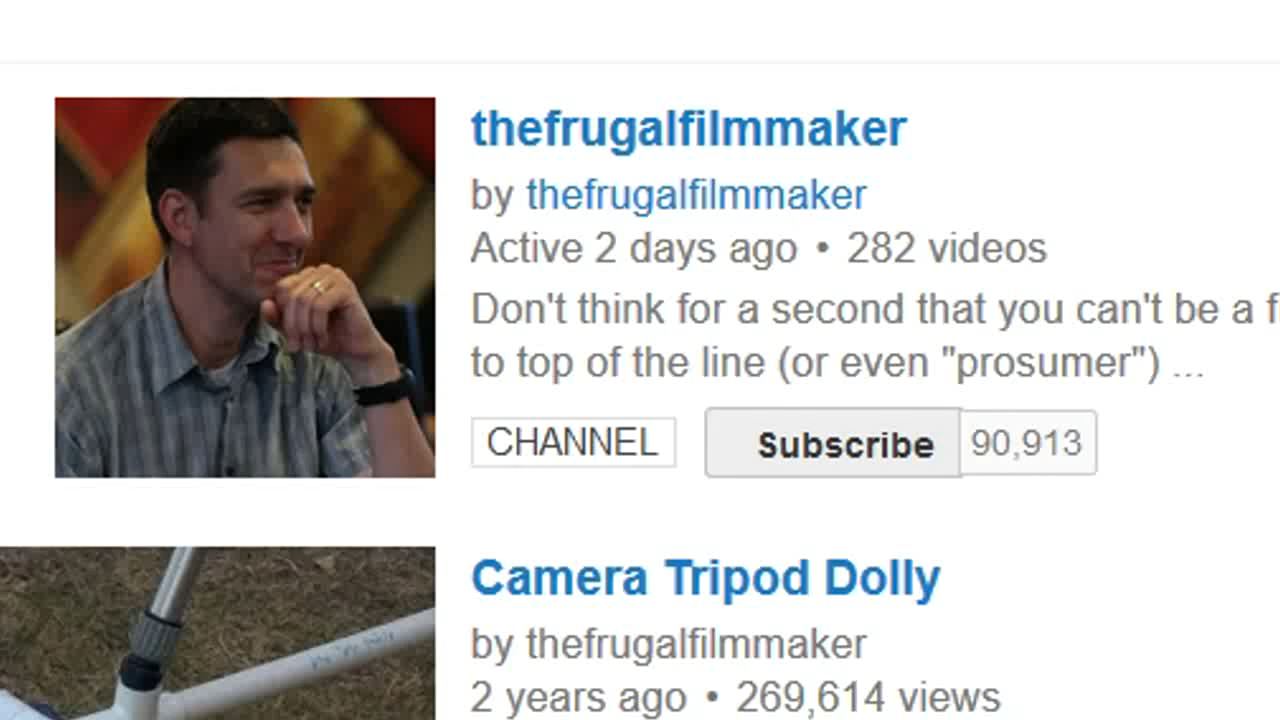 thefrugalfilmmaker
by thefrugalfilmmaker
Active 2 days ago • 282 videos
Don't think for a second that you can't be a f
to top of the line (or even "prosumer") ...
CHANNEL Subscribe 90,913
Camera Tripod Dolly
by thefrugalfilmmaker
2 years ago • 269,614 views